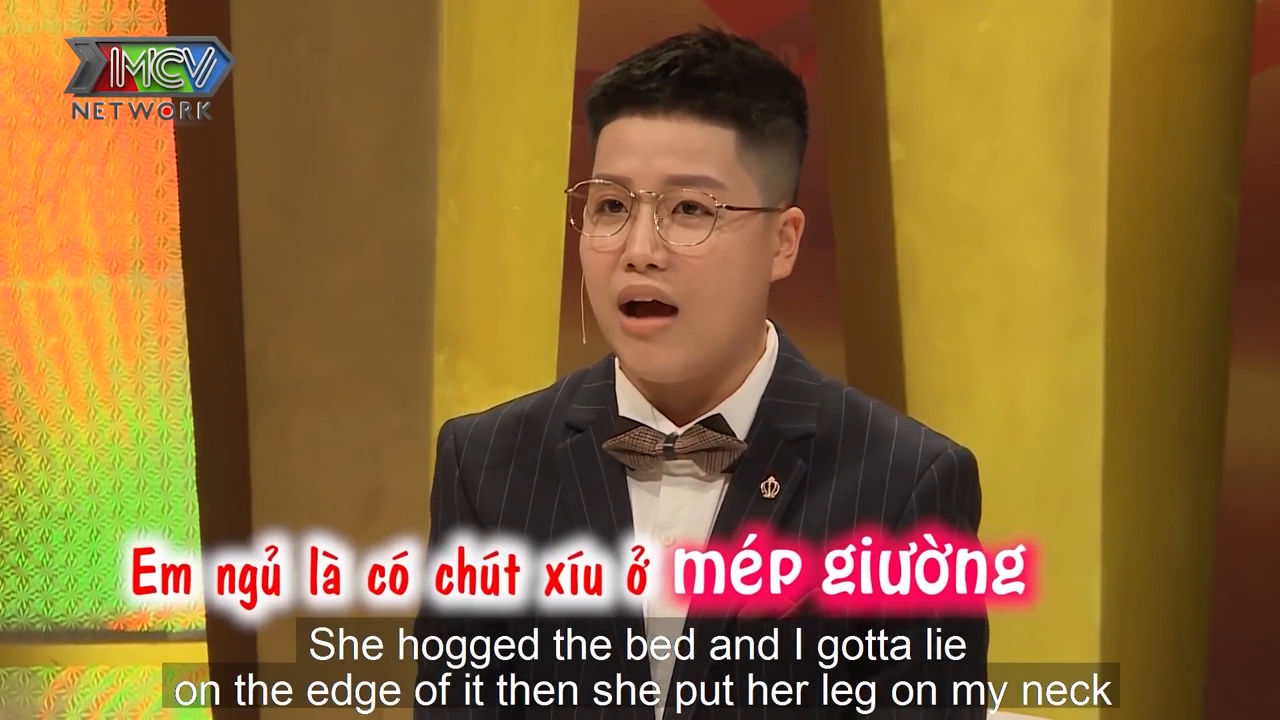 MCV
NETWORK
Em ngủ là có chút xíu ở mép giường
She hogged the bed and I gotta lie
on the edge of it then she put her leg on my neck